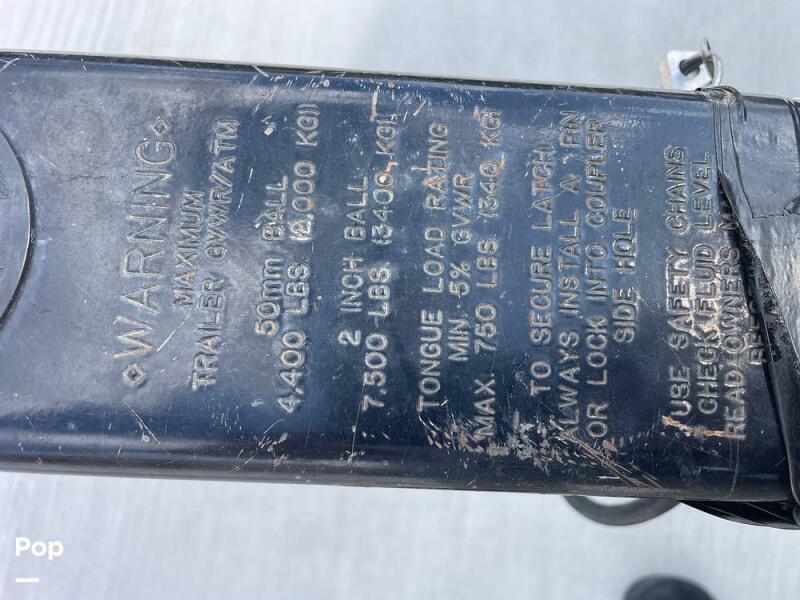 ◇WARNING◇
MAXIMUM
TRAILER GVWR/ATM
50mm BALL
4,400 LBS (2,000 KG)
2 INCH BALL
7,500 LBS (3400 KG)
TONGUE LOAD RATING
MIN. 5% GVWR
MAX 750 LBS (340 KG)
TO SECURE LATCH
ALWAYS INSTALL A PIN
OR LOCK INTO COUPLER
SIDE HOLE
USE SAFETY CHAINS
CHECK FLUID LEVEL
READ OWNERS
Pop